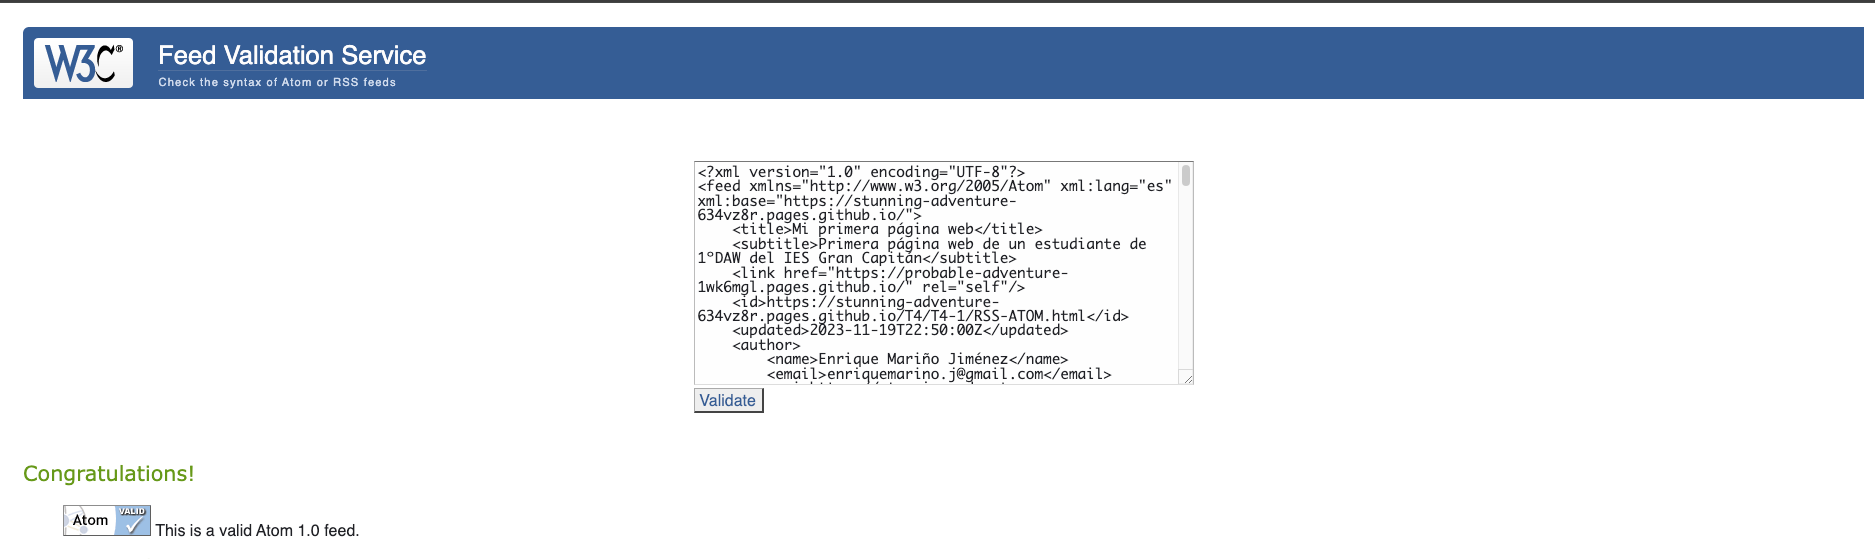 W3C®
Feed Validation Service
Check the syntax of Atom or RSS feeds
<?xml version="1.0" encoding="UTF-8"?>
<feed xmlns="http://www.w3.org/2005/Atom" xml:lang="es"
xml:base="https://stunning-adventure-
634vz8r.pages.github.io/">
<title>Mi primera página web</title>
<subtitle>Primera página web de un estudiante de
1ºDAW del IES Gran Capitán</subtitle>
<link href="https://probable-adventure-
1wk6mgl.pages.github.io/" rel="self"/>
<id>https://stunning-adventure-
634vz8r.pages.github.io/T4/T4-1/RSS-ATOM.html</id>
<updated>2023-11-19T22:50:00Z</updated>
<author>
<name>Enrique Mariño Jiménez</name>
<email>enriquemarino.j@gmail.com</email>
Validate
Congratulations!
Atom VALID
This is a valid Atom 1.0 feed.